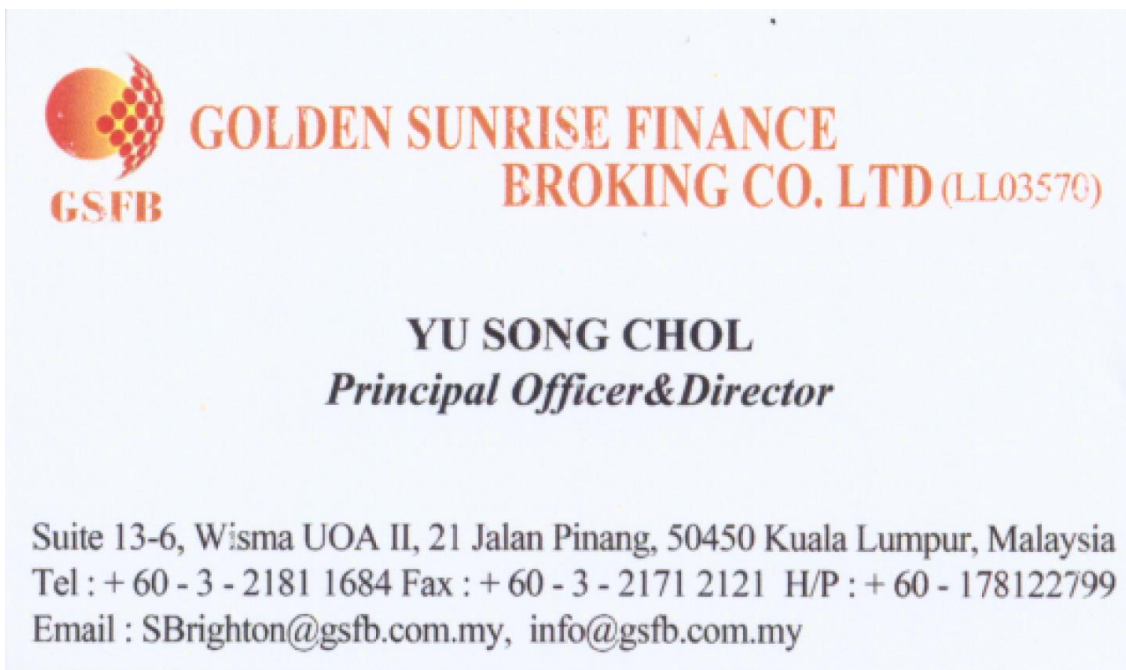 GSFB
GOLDEN SUNRISE FINANCE
BROKING CO. LTD (LL03570)
YU SONG CHOL
Principal Officer&Director
Suite 13-6, Wisma UOA II, 21 Jalan Pinang, 50450 Kuala Lumpur, Malaysia
Tel : + 60 - 3 - 2181 1684 Fax : + 60 - 3 - 2171 2121 H/P : + 60 - 178122799
Email : SBrighton@gsfb.com.my, info@gsfb.com.my